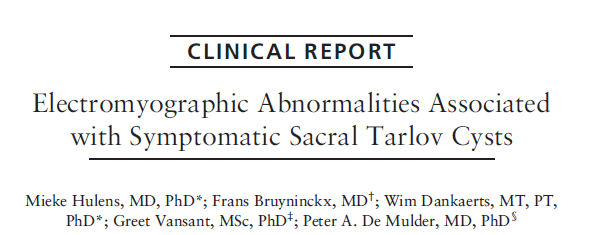 CLINICAL REPORT
Electromyographic Abnormalities Associated
with Symptomatic Sacral Tarlov Cysts
Mieke Hulens, MD, PhD*; Frans Bruyninckx, MD†; Wim Dankaerts, MT, PT,
PhD*; Greet Vansant, MSc, PhD‡; Peter A. De Mulder, MD, PhD§